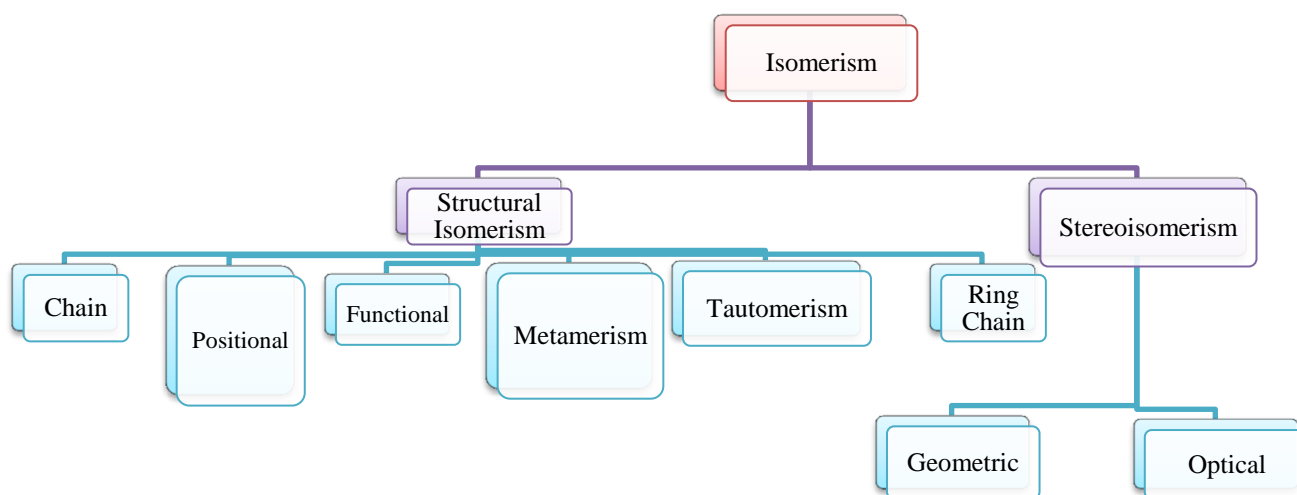 Isomerism
Structural
Isomerism
Stereoisomerism
Chain
Positional
Functional
Metamerism
Tautomerism
Ring
Chain
Geometric
Optical